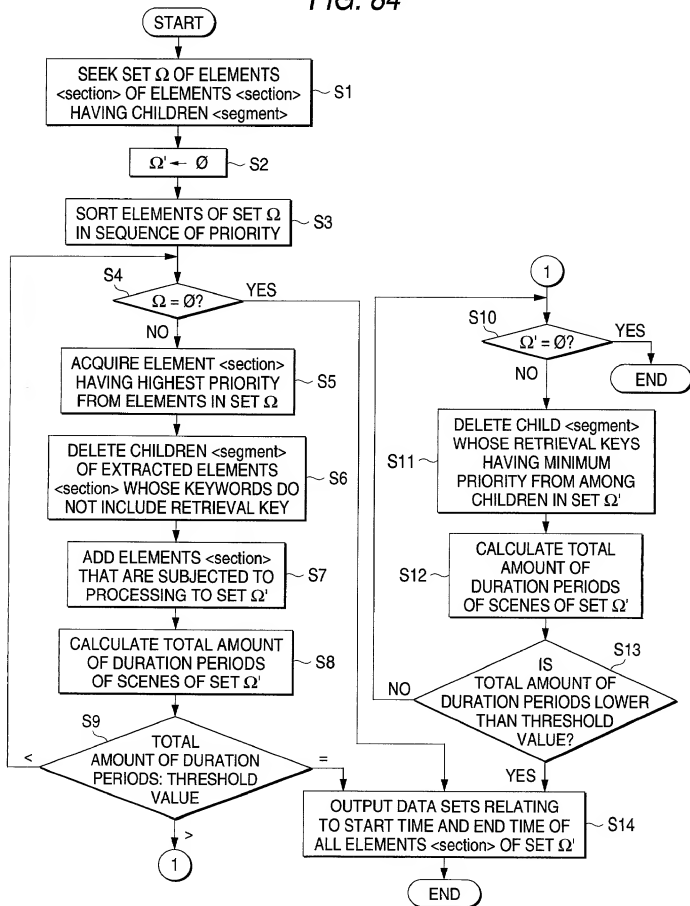 FIG. 84
START
SEEK SET Ω OF ELEMENTS
<section> OF ELEMENTS <section>
HAVING CHILDREN <segment>
S1
Ω' ← Ø
S2
SORT ELEMENTS OF SET Ω
IN SEQUENCE OF PRIORITY
S3
S4
Ω = Ø?
YES
NO
ACQUIRE ELEMENT <section>
HAVING HIGHEST PRIORITY
FROM ELEMENTS IN SET Ω
S5
DELETE CHILDREN <segment>
OF EXTRACTED ELEMENTS
<section> WHOSE KEYWORDS DO
NOT INCLUDE RETRIEVAL KEY
S6
ADD ELEMENTS <section>
THAT ARE SUBJECTED TO
PROCESSING TO SET Ω'
S7
CALCULATE TOTAL AMOUNT
OF DURATION PERIODS
OF SCENES OF SET Ω'
S8
S9
TOTAL
AMOUNT OF DURATION
PERIODS: THRESHOLD
VALUE
<
=
>
1
1
S10
Ω' = Ø?
YES
END
NO
DELETE CHILD <segment>
WHOSE RETRIEVAL KEYS
HAVING MINIMUM
PRIORITY FROM AMONG
CHILDREN IN SET Ω'
S11
CALCULATE TOTAL
AMOUNT OF
DURATION PERIODS
OF SCENES OF SET Ω'
S12
S13
IS
TOTAL AMOUNT OF
DURATION PERIODS LOWER
THAN THRESHOLD
VALUE?
NO
YES
OUTPUT DATA SETS RELATING
TO START TIME AND END TIME OF
ALL ELEMENTS <section> OF SET Ω'
S14
END